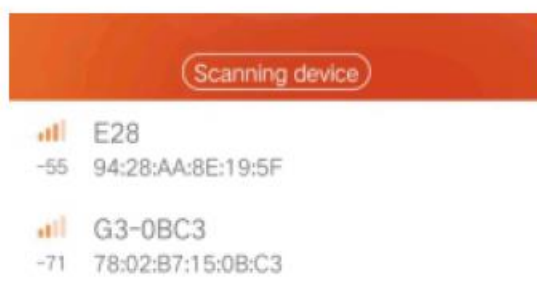 Scanning device
E28
-55 94:28:AA:8E:19:5F
G3-0BC3
-71 78:02:B7:15:0B:C3